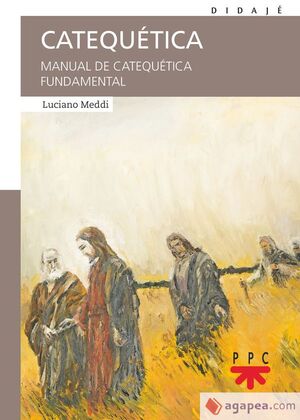 DIDAJÉ
CATEQUÉTICA
MANUAL DE CATEQUÉTICA
FUNDAMENTAL
Luciano Meddi
PPC
agapea.com